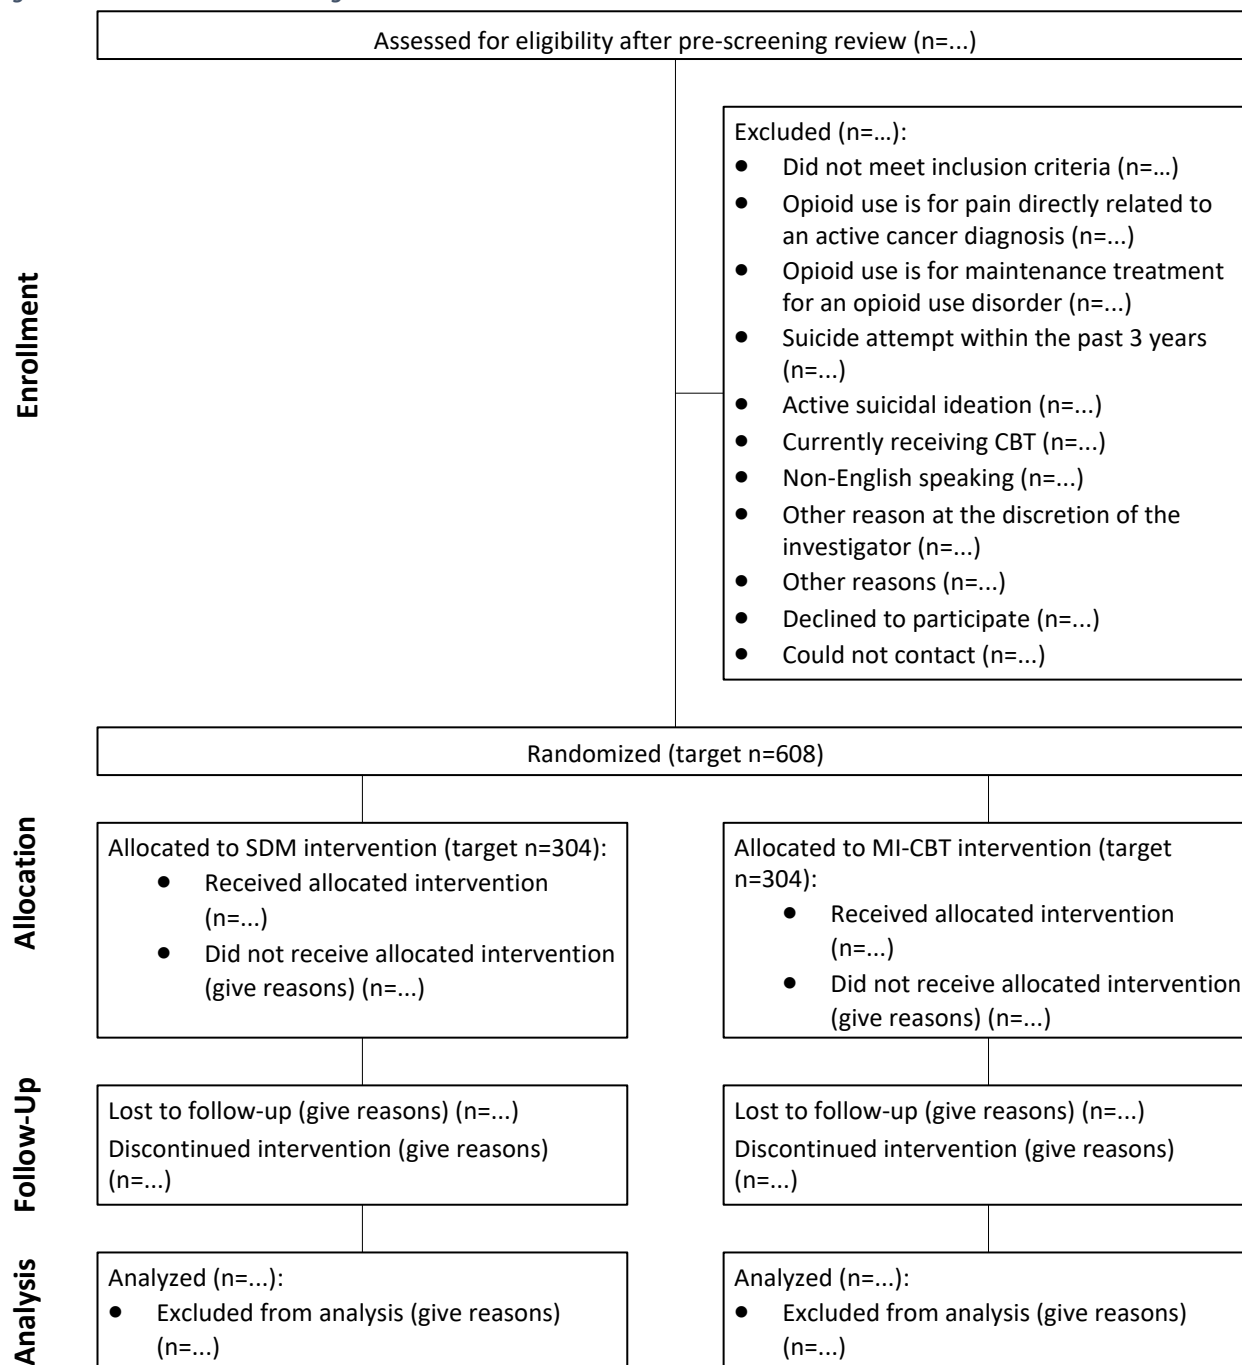 Assessed for eligibility after pre-screening review (n=...)
Enrollment
Excluded (n=...):
● Did not meet inclusion criteria (n=...)
● Opioid use is for pain directly related to
an active cancer diagnosis (n=...)
● Opioid use is for maintenance treatment
for an opioid use disorder (n=...)
● Suicide attempt within the past 3 years
(n=...)
● Active suicidal ideation (n=...)
● Currently receiving CBT (n=...)
● Non-English speaking (n=...)
● Other reason at the discretion of the
investigator (n=...)
● Other reasons (n=...)
● Declined to participate (n=...)
● Could not contact (n=...)
Randomized (target n=608)
Allocation
Allocated to SDM intervention (target n=304):
● Received allocated intervention
(n=...)
● Did not receive allocated intervention
(give reasons) (n=...)
Allocated to MI-CBT intervention (target
n=304):
● Received allocated intervention
(n=...)
● Did not receive allocated intervention
(give reasons) (n=...)
Follow-Up
Lost to follow-up (give reasons) (n=...)
Discontinued intervention (give reasons)
(n=...)
Lost to follow-up (give reasons) (n=...)
Discontinued intervention (give reasons)
(n=...)
Analysis
Analyzed (n=...):
● Excluded from analysis (give reasons)
(n=...)
Analyzed (n=...):
● Excluded from analysis (give reasons)
(n=...)